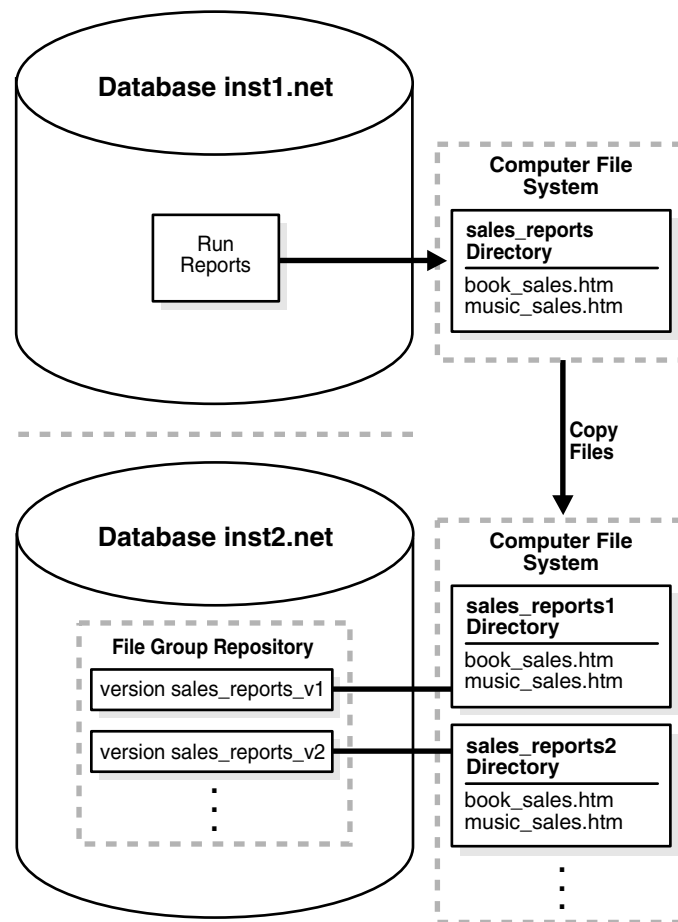 Database inst1.net
Run
Reports
Computer File
System
sales_reports
Directory
book_sales.htm
music_sales.htm
Copy
Files
Database inst2.net
File Group Repository
version sales_reports_v1
version sales_reports_v2
Computer File
System
sales_reports1
Directory
book_sales.htm
music_sales.htm
sales_reports2
Directory
book_sales.htm
music_sales.htm